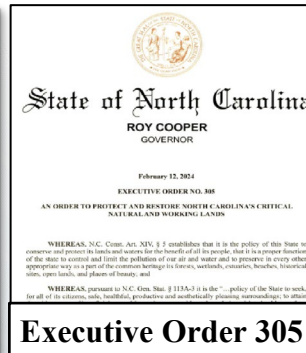 State of North Carolina
ROY COOPER
GOVERNOR
February 12, 2024
EXECUTIVE ORDER NO. 305
AN ORDER TO PROTECT AND RESTORE NORTH CAROLINA'S CRITICAL
NATURAL AND WORKING LANDS
WHEREAS, N.C. Const. Art. XIV, § 5 establishes that it is the policy of this State to
conserve and protect its lands and waters for the benefit of all its people, that it is a proper function
of the state to control and limit the pollution of our air and water and to preserve in every other
appropriate way as a part of the common heritage its forests, wetlands, estuaries, beaches, historical
sites, open lands, and places of beauty; and
WHEREAS, pursuant to N.C. Gen. Stat. § 113A-3 it is the "…policy of the State to seek,
for all of its citizens, safe, healthful, productive and aesthetically pleasing surroundings; to attain
Executive Order 305